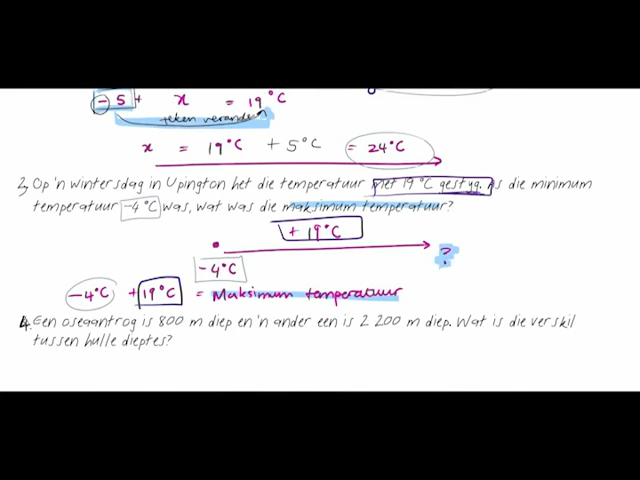 - 5 + x = 19°C
teken verander
x = 19°C + 5°C = 24°C
3, Op 'n wintersdag in Upington het die temperatuur met 19°C gestyg. As die minimum
temperatuur -4°C was, wat was die maksimum temperatuur?
+ 19°C
?
-4°C
-4°C + 19°C = Maksimum temperatuur
4. Een oseaantrog is 800 m diep en 'n ander een is 2 200 m diep. Wat is die verskil
tussen hulle dieptes?